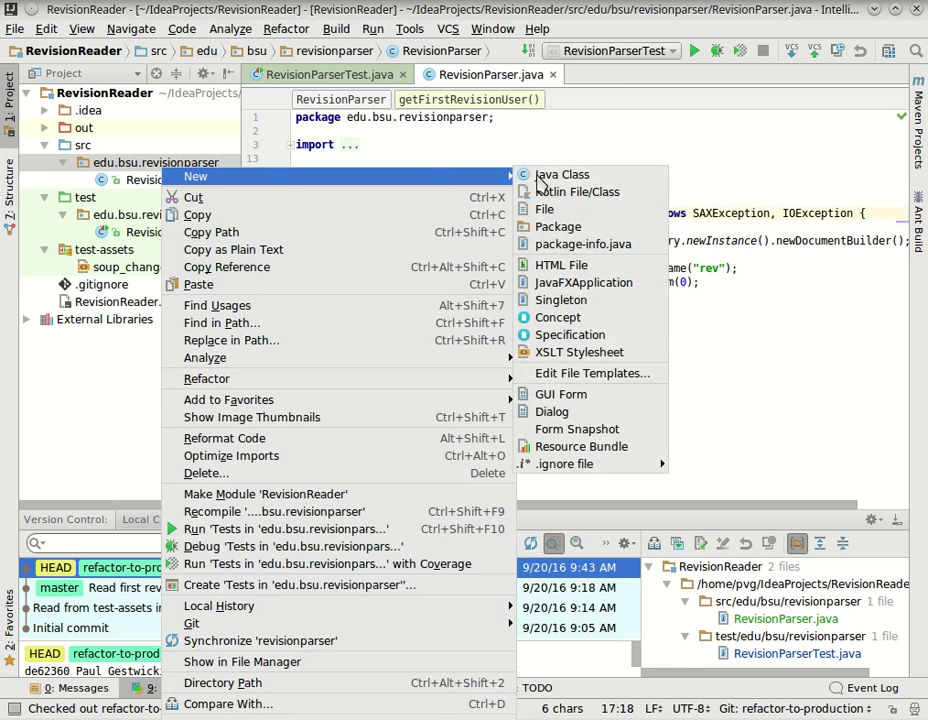 RevisionReader - [~/IdeaProjects/RevisionReader] - [RevisionReader] - ~/IdeaProjects/RevisionReader/src/edu/bsu/revisionparser/RevisionParser.java - Intelli...
File Edit View Navigate Code Analyze Refactor Build Run Tools VCS Window Help
RevisionReader src edu bsu revisionparser RevisionParser RevisionParserTest VCS VCS
Project RevisionParserTest.java RevisionParser.java
1: Project
Z: Structure
2: Favorites
Maven Projects
Ant Build
RevisionReader ~/IdeaProjects/
.idea
out
src
edu.bsu.revisionparser
Revisi
test
edu.bsu.revi
Revisi
test-assets
soup_chang
.gitignore
RevisionReader.
External Libraries
RevisionParser getFirstRevisionUser()
1 package edu.bsu.revisionparser;
2
3 import ...
13
ows SAXException, IOException {
ry.newInstance().newDocumentBuilder();
ame("rev");
m(0);
New
Cut Ctrl+X
Copy Ctrl+C
Copy Path Ctrl+Shift+C
Copy as Plain Text
Copy Reference Ctrl+Alt+Shift+C
Paste Ctrl+V
Find Usages Alt+Shift+7
Find in Path... Ctrl+Shift+F
Replace in Path... Ctrl+Shift+R
Analyze
Refactor
Add to Favorites
Show Image Thumbnails Ctrl+Shift+T
Reformat Code Alt+Shift+L
Optimize Imports Ctrl+Alt+O
Delete... Delete
Make Module 'RevisionReader'
Recompile '....bsu.revisionparser' Ctrl+Shift+F9
Run 'Tests in 'edu.bsu.revisionpars...' Ctrl+Shift+F10
Debug 'Tests in 'edu.bsu.revisionpars...'
Run 'Tests in 'edu.bsu.revisionpars...' with Coverage
Create 'Tests in 'edu.bsu.revisionparser''...
Local History
Git
Synchronize 'revisionparser'
Show in File Manager
Directory Path Ctrl+Alt+Shift+2
Compare With... Ctrl+D
Java Class
Kotlin File/Class
File
Package
package-info.java
HTML File
JavaFXApplication
Singleton
Concept
Specification
XSLT Stylesheet
Edit File Templates...
GUI Form
Dialog
Form Snapshot
Resource Bundle
.i* .ignore file
Version Control: Local C
HEAD refactor-to-pro 9/20/16 9:43 AM
master Read first rev 9/20/16 9:18 AM
Read from test-assets i 9/20/16 9:14 AM
Initial commit 9/20/16 9:05 AM
HEAD refactor-to-prod
de62360 Paul Gestwick
RevisionReader 2 files
/home/pvg/IdeaProjects/RevisionReade
src/edu/bsu/revisionparser 1 file
RevisionParser.java
test/edu/bsu/revisionparser 1 file
RevisionParserTest.java
0: Messages 9: TODO Event Log
Checked out refactor-to- 6 chars 17:18 LF UTF-8 Git: refactor-to-production